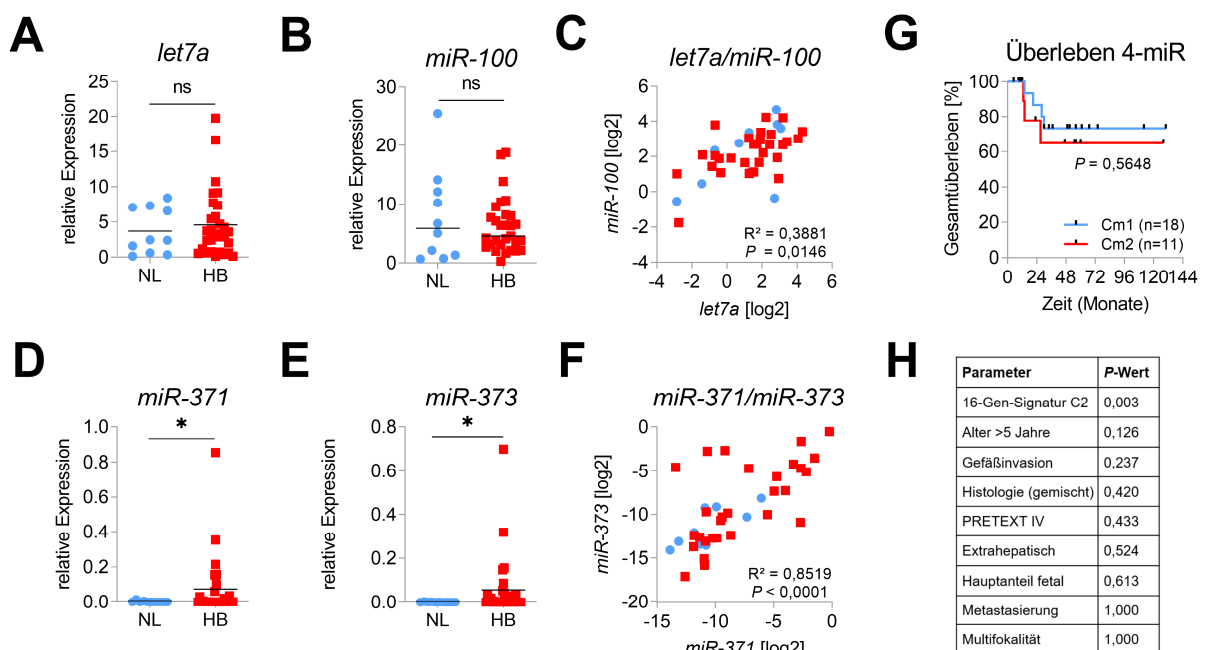 A
let7a
relative Expression
25
20
15
10
5
0
ns
NL
HB
B
miR-100
relative Expression
30
20
10
0
ns
NL
HB
C
let7a/miR-100
miR-100 [log2]
6
4
2
0
-2
-4
R² = 0,3881
P = 0,0146
-4 -2 0 2 4 6
let7a [log2]
G
Überleben 4-miR
Gesamtüberleben [%]
100
80
60
40
20
0
P = 0,5648
Cm1 (n=18)
Cm2 (n=11)
0 24 48 72 96 120 144
Zeit (Monate)
D
miR-371
relative Expression
1.0
0.8
0.6
0.4
0.2
0.0
*
NL
HB
E
miR-373
relative Expression
0.8
0.6
0.4
0.2
0.0
*
NL
HB
F
miR-371/miR-373
miR-373 [log2]
0
-5
-10
-15
-20
R² = 0,8519
P < 0,0001
-15 -10 -5 0
miR-371 [log2]
H
Parameter P-Wert
16-Gen-Signatur C2 0,003
Alter >5 Jahre 0,126
Gefäßinvasion 0,237
Histologie (gemischt) 0,420
PRETEXT IV 0,433
Extrahepatisch 0,524
Hauptanteil fetal 0,613
Metastasierung 1,000
Multifokalität 1,000